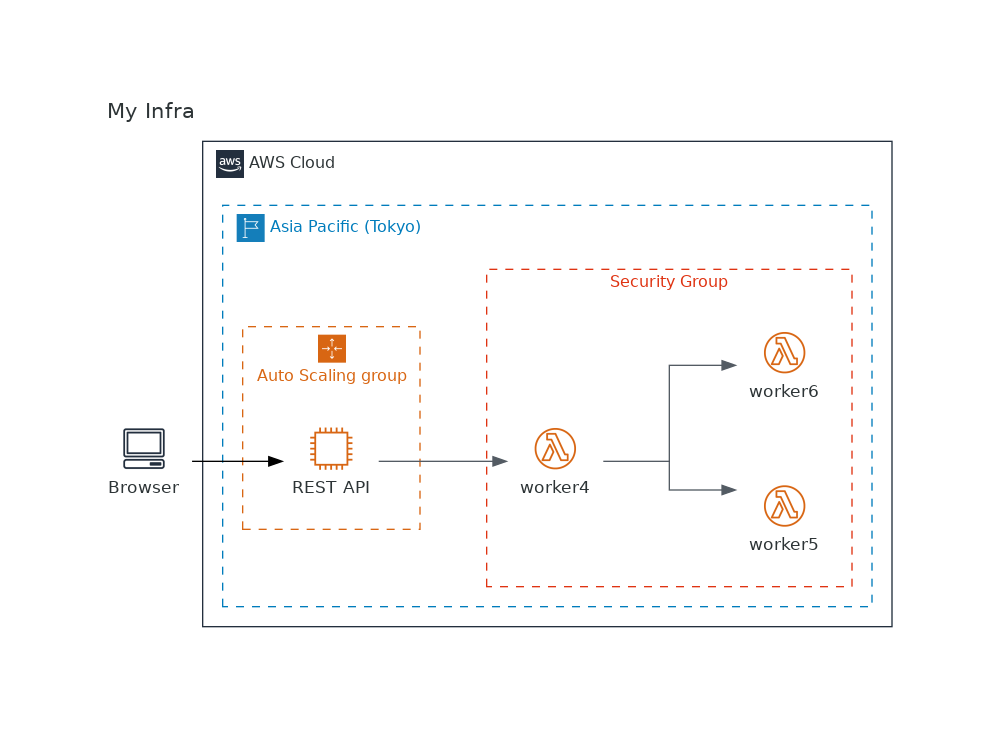 My Infra
aws
AWS Cloud
Asia Pacific (Tokyo)
Security Group
Auto Scaling group
worker6
Browser
REST API
worker4
worker5